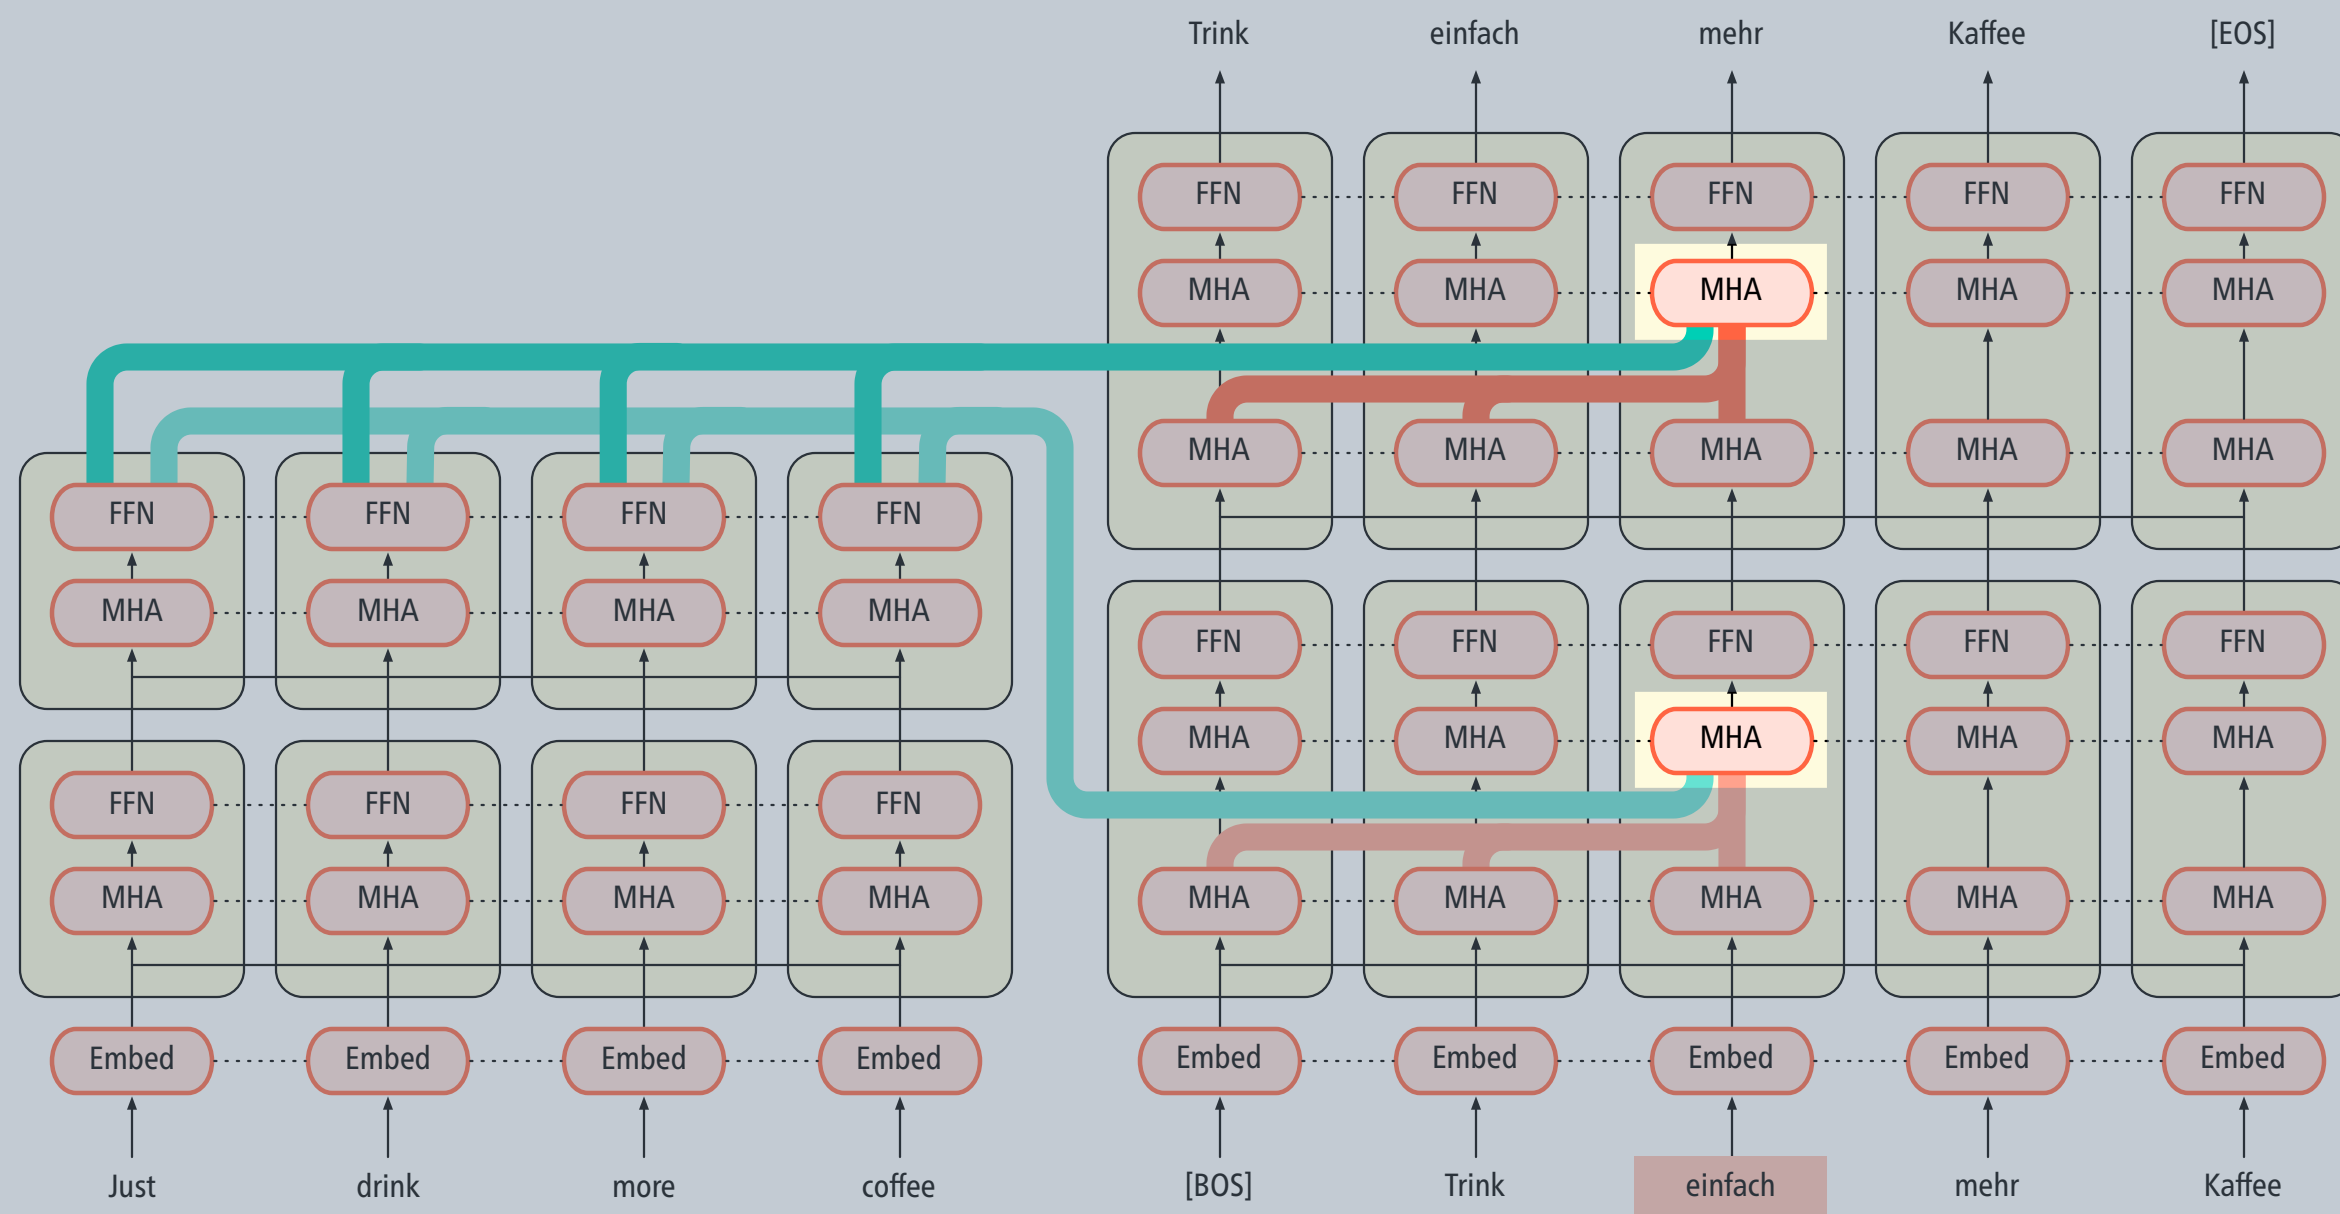 Trink einfach mehr Kaffee [EOS]
FFN FFN FFN FFN FFN
MHA MHA MHA MHA MHA
MHA MHA MHA MHA MHA
FFN FFN FFN FFN
MHA MHA MHA MHA
FFN FFN FFN FFN FFN
MHA MHA MHA MHA MHA
FFN FFN FFN FFN
MHA MHA MHA MHA MHA MHA MHA MHA MHA
Embed Embed Embed Embed Embed Embed Embed Embed Embed
Just drink more coffee [BOS] Trink einfach mehr Kaffee